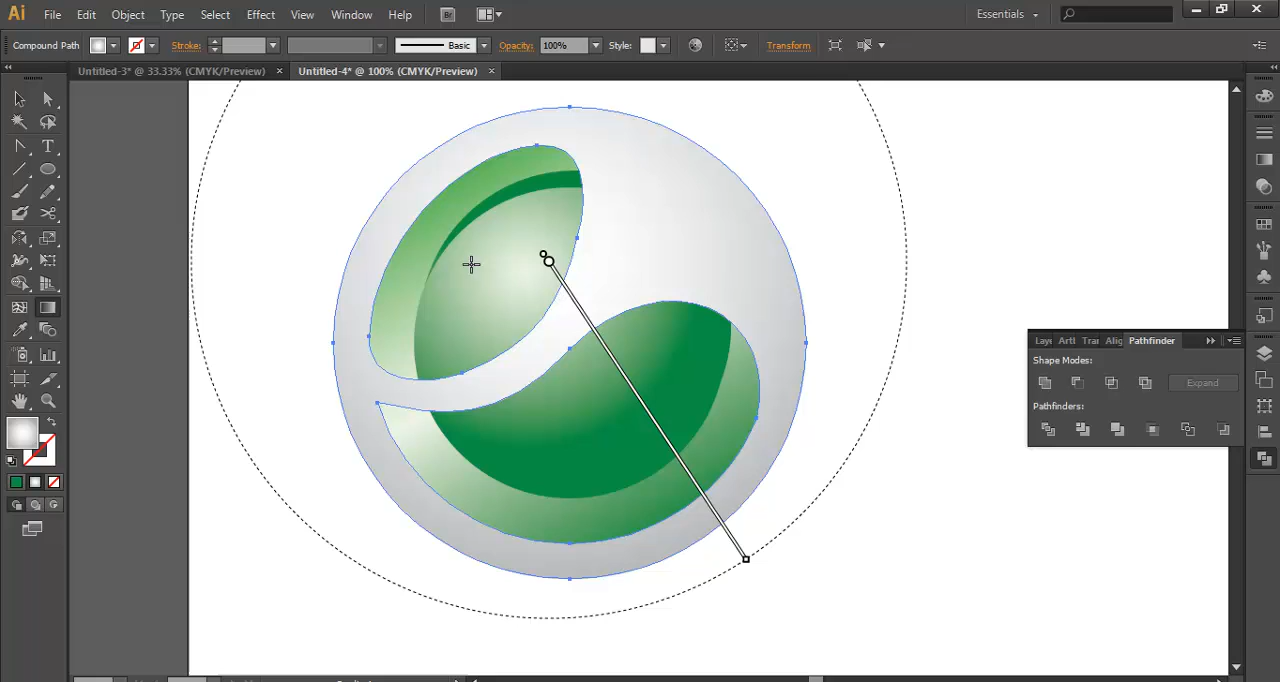 Ai File Edit Object Type Select Effect View Window Help Br Essentials
Compound Path Stroke: Basic Opacity: 100% Style: Transform
Untitled-3* @ 33.33% (CMYK/Preview) × Untitled-4* @ 100% (CMYK/Preview) ×
Pathfinder
Shape Modes:
Expand
Pathfinders: